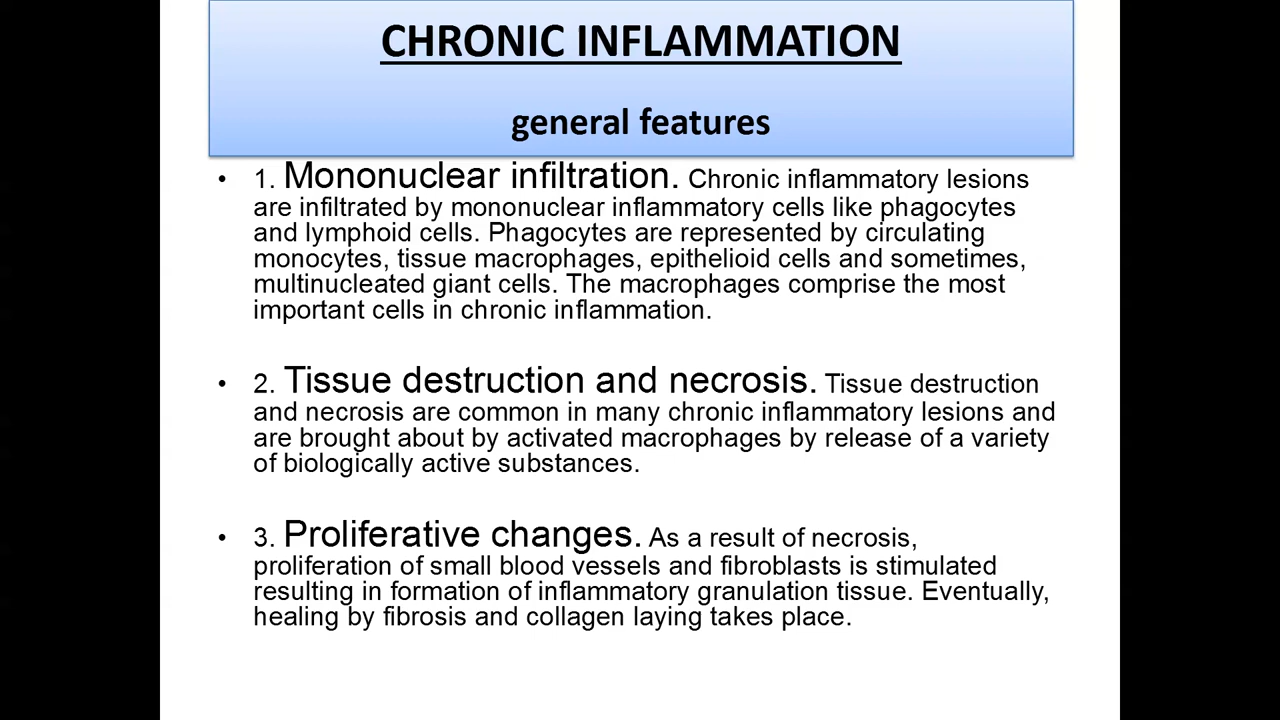 CHRONIC INFLAMMATION
general features
• 1. Mononuclear infiltration. Chronic inflammatory lesions
are infiltrated by mononuclear inflammatory cells like phagocytes
and lymphoid cells. Phagocytes are represented by circulating
monocytes, tissue macrophages, epithelioid cells and sometimes,
multinucleated giant cells. The macrophages comprise the most
important cells in chronic inflammation.
• 2. Tissue destruction and necrosis. Tissue destruction
and necrosis are common in many chronic inflammatory lesions and
are brought about by activated macrophages by release of a variety
of biologically active substances.
• 3. Proliferative changes. As a result of necrosis,
proliferation of small blood vessels and fibroblasts is stimulated
resulting in formation of inflammatory granulation tissue. Eventually,
healing by fibrosis and collagen laying takes place.